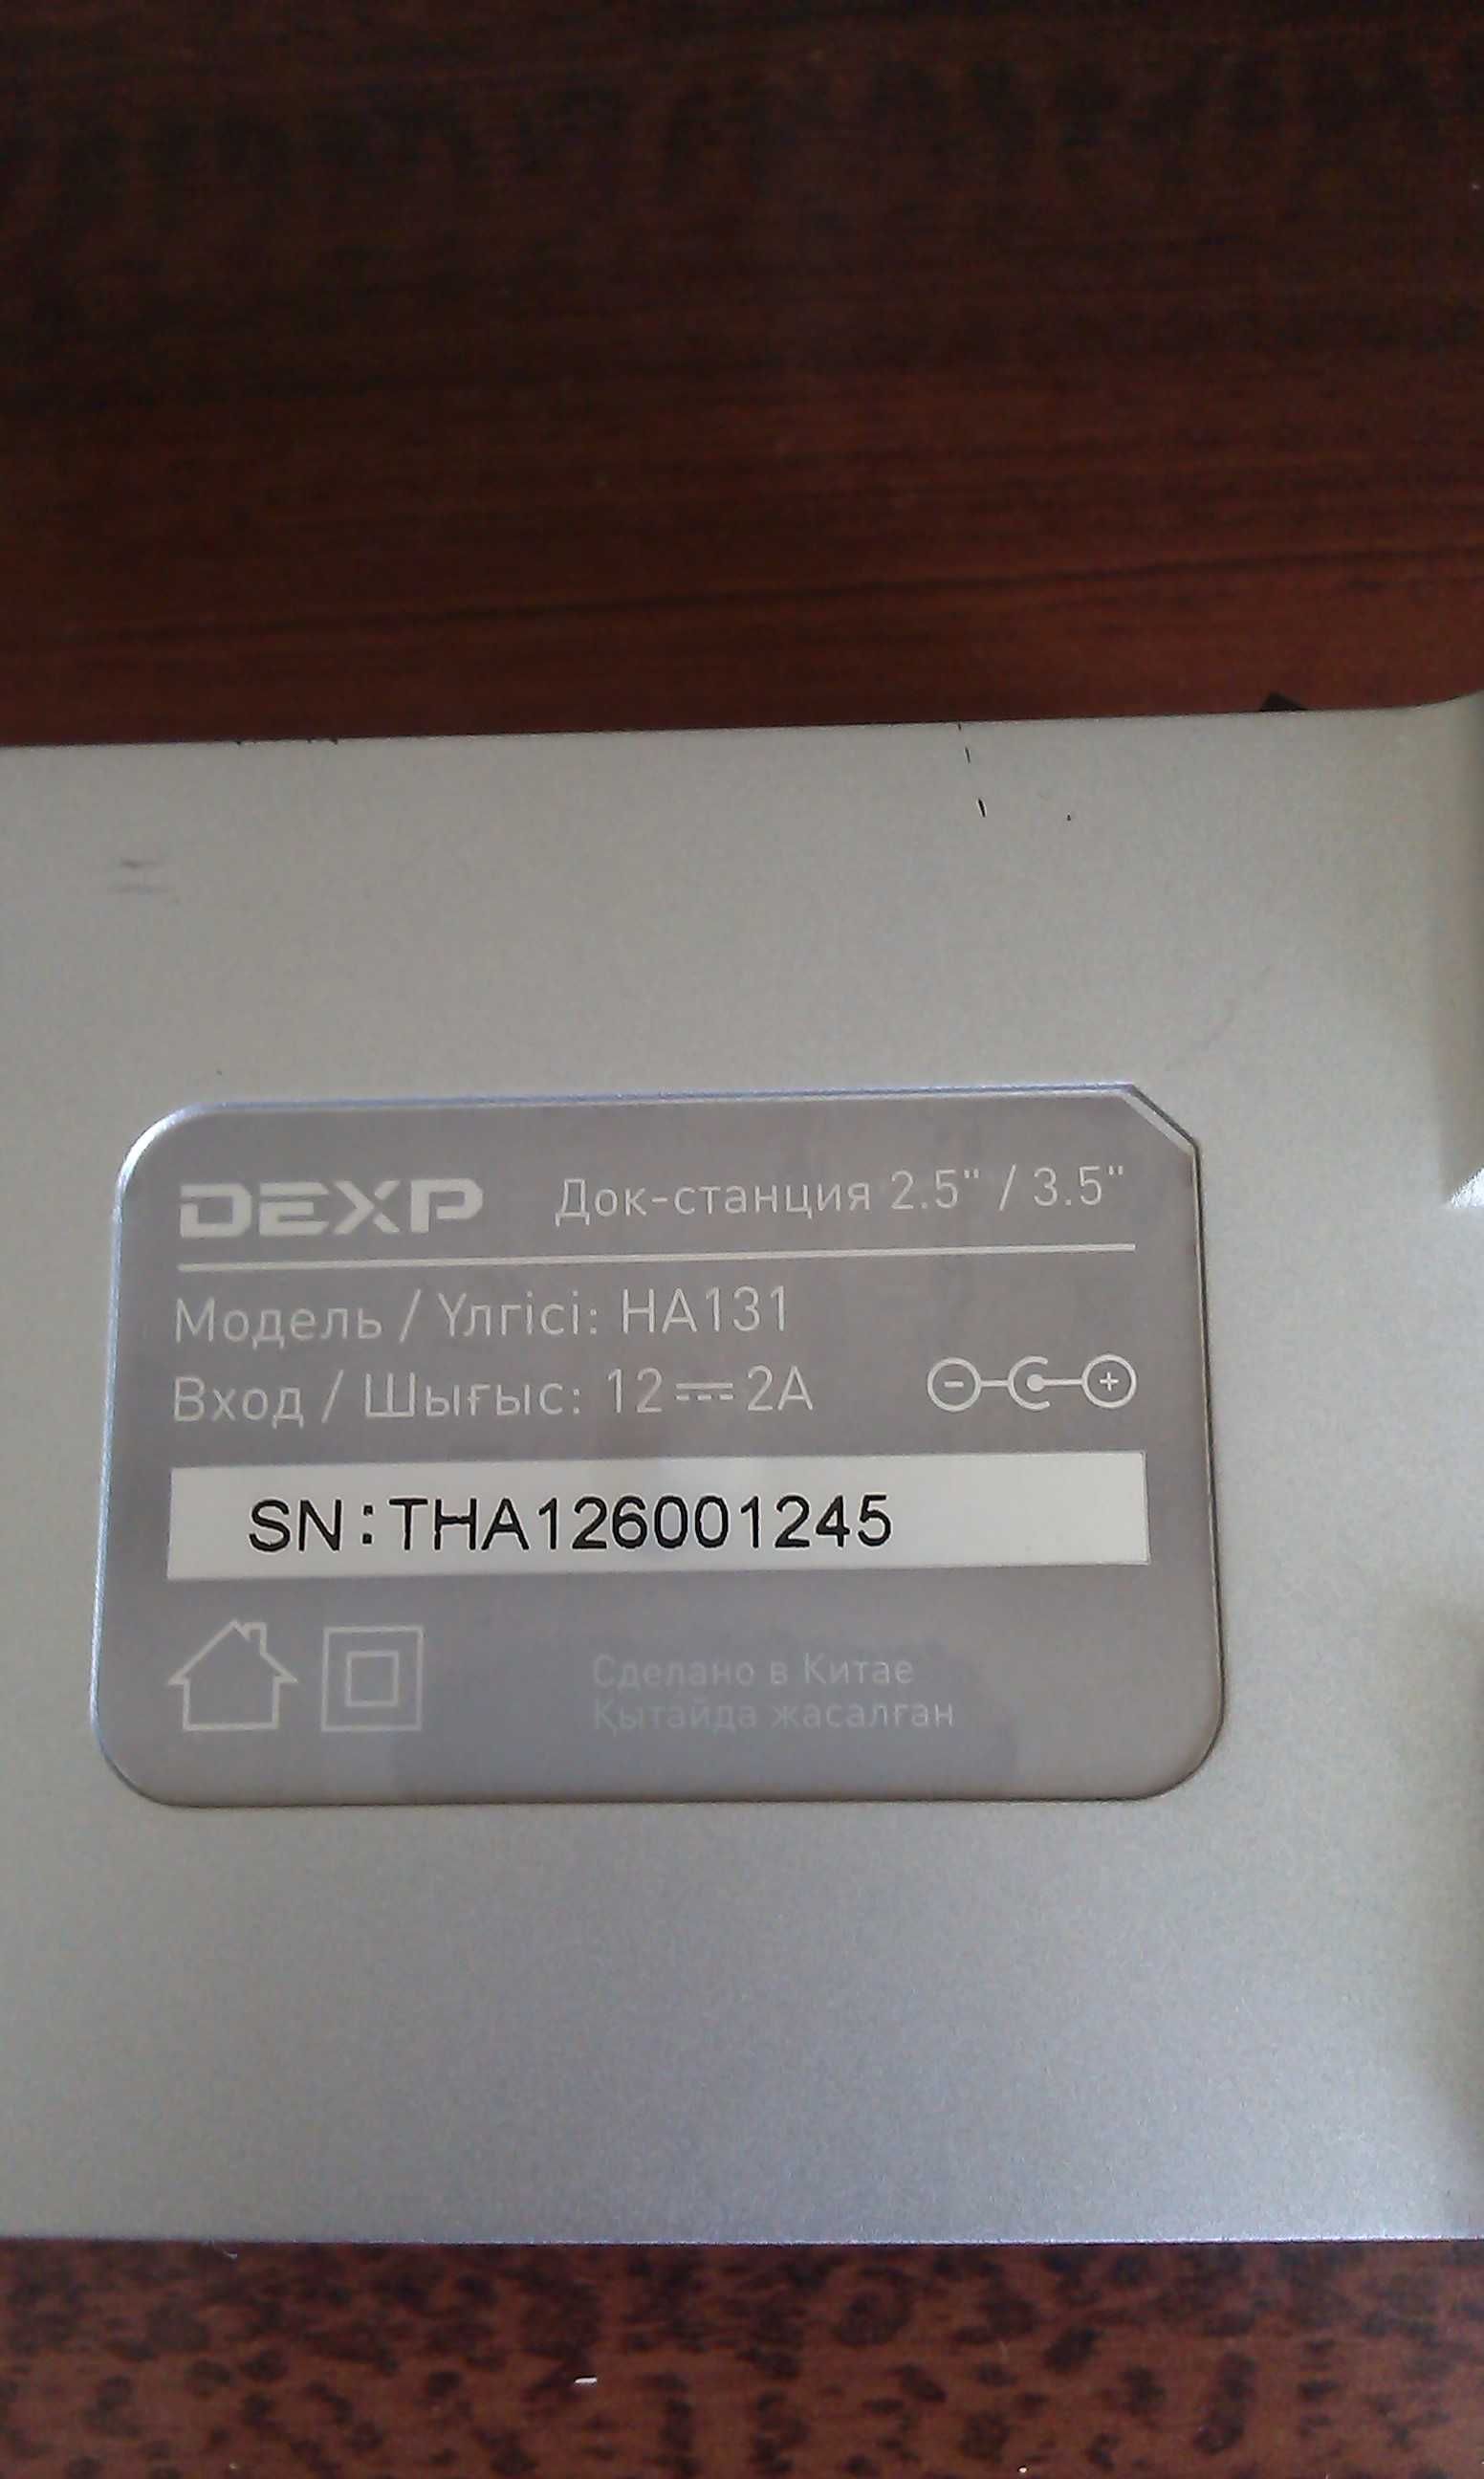 DEXP Док-станция 2.5" / 3.5"
Модель / Үлгісі: HA131
Вход / Шығыс: 12⎓2A
SN:THA126001245
Сделано в Китае
Қытайда жасалған